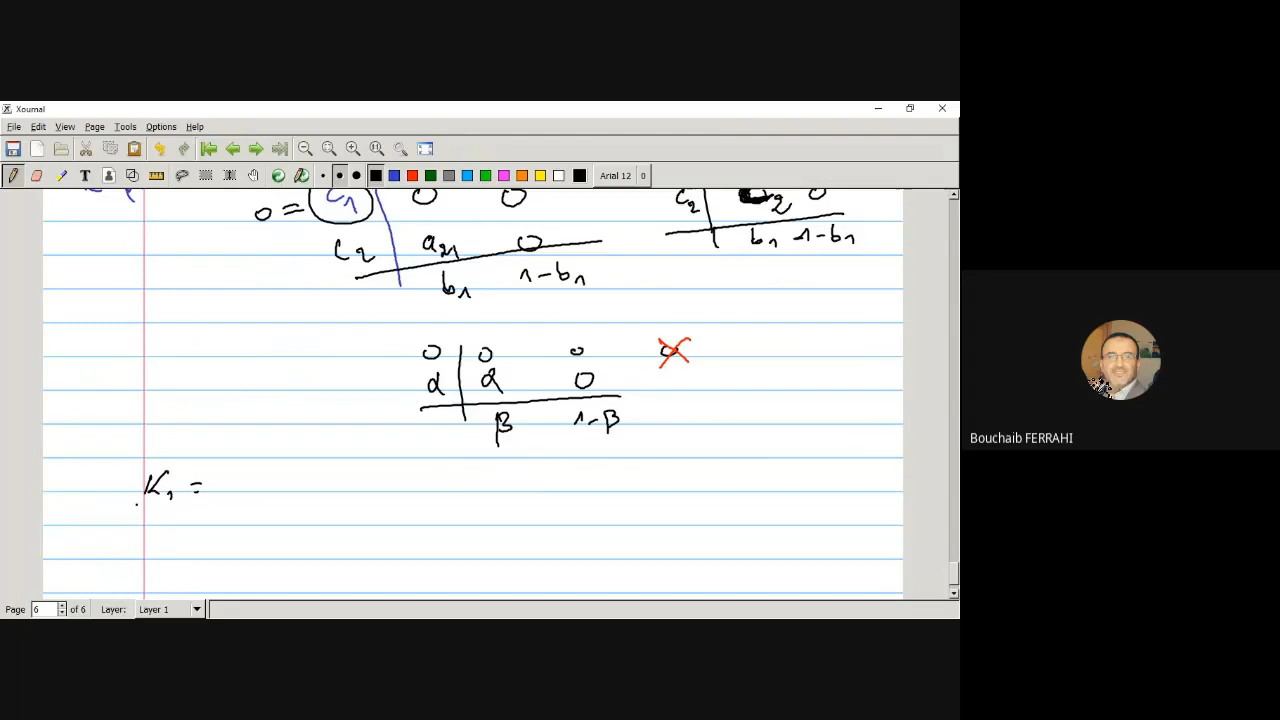 Xournal
File Edit View Page Tools Options Help
Arial 12 0
0 = c1 0 0
c2 a21 0
b1 1-b1
c2 c2 0
b1 1-b1
0 0 0
α α 0
β 1-β
K1 =
Page 6 of 6 Layer: Layer 1
Bouchaib FERRAHI